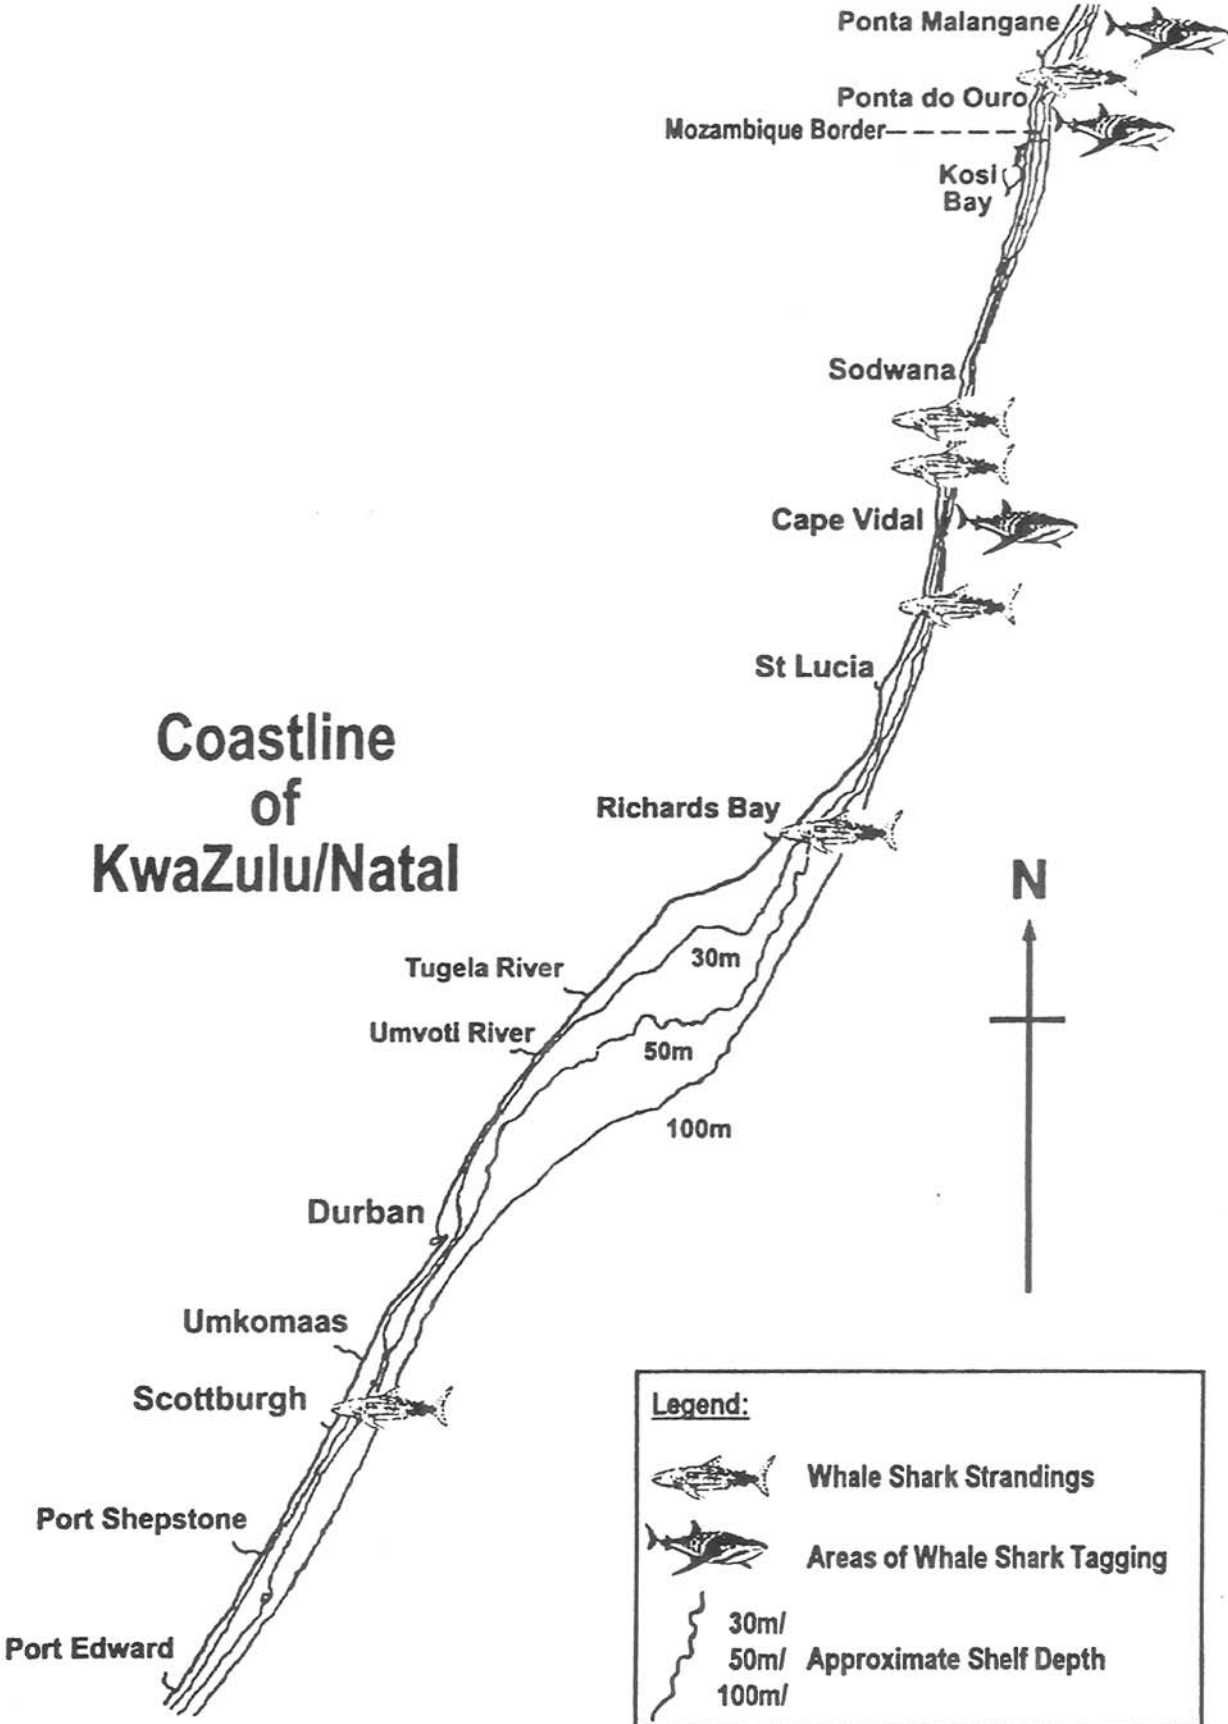 Ponta Malangane
Ponta do Ouro
Mozambique Border
Kosi
Bay
Sodwana
Cape Vidal
St Lucia
Coastline
of
KwaZulu/Natal
Richards Bay
N
30m
Tugela River
Umvoti River
50m
100m
Durban
Umkomaas
Scottburgh
Legend:
Whale Shark Strandings
Port Shepstone
Areas of Whale Shark Tagging
30m/
50m/ Approximate Shelf Depth
100m/
Port Edward